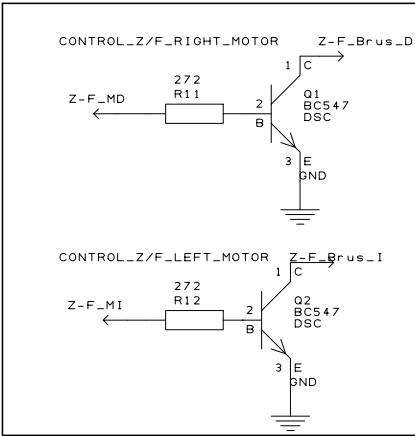 CONTROL_Z/F_RIGHT_MOTOR Z-F_Brus_D
1 C
272
R11
Z-F_MD
2
B
Q1
BC547
DSC
3 E
GND
CONTROL_Z/F_LEFT_MOTOR Z-F_Brus_I
1 C
272
R12
Z-F_MI
2
B
Q2
BC547
DSC
3 E
GND